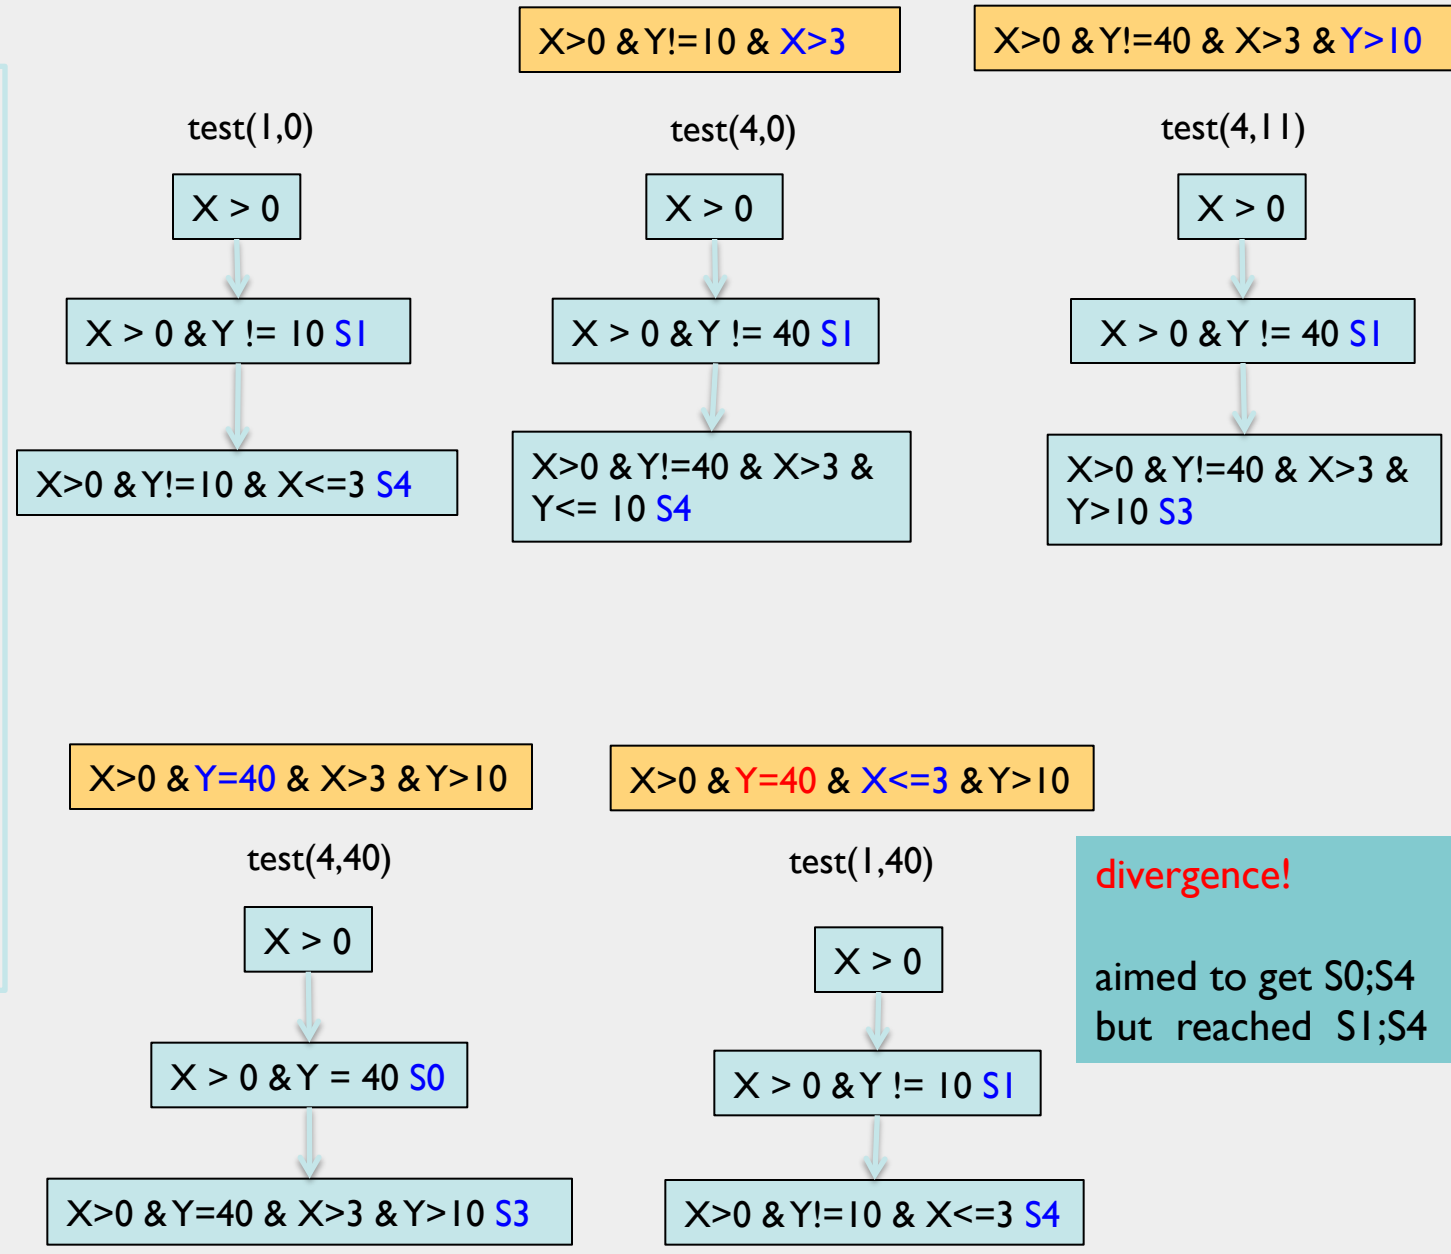 X>0 & Y!=10 & X>3
X>0 & Y!=40 & X>3 & Y>10
test(1,0)
test(4,0)
test(4,11)
X > 0
X > 0
X > 0
X > 0 & Y != 10 S1
X > 0 & Y != 40 S1
X > 0 & Y != 40 S1
X>0 & Y!=10 & X<=3 S4
X>0 & Y!=40 & X>3 &
Y<= 10 S4
X>0 & Y!=40 & X>3 &
Y>10 S3
X>0 & Y=40 & X>3 & Y>10
X>0 & Y=40 & X<=3 & Y>10
test(4,40)
test(1,40)
X > 0
X > 0
X > 0 & Y = 40 S0
X > 0 & Y != 10 S1
X>0 & Y=40 & X>3 & Y>10 S3
X>0 & Y!=10 & X<=3 S4
divergence!
aimed to get S0;S4
but reached S1;S4